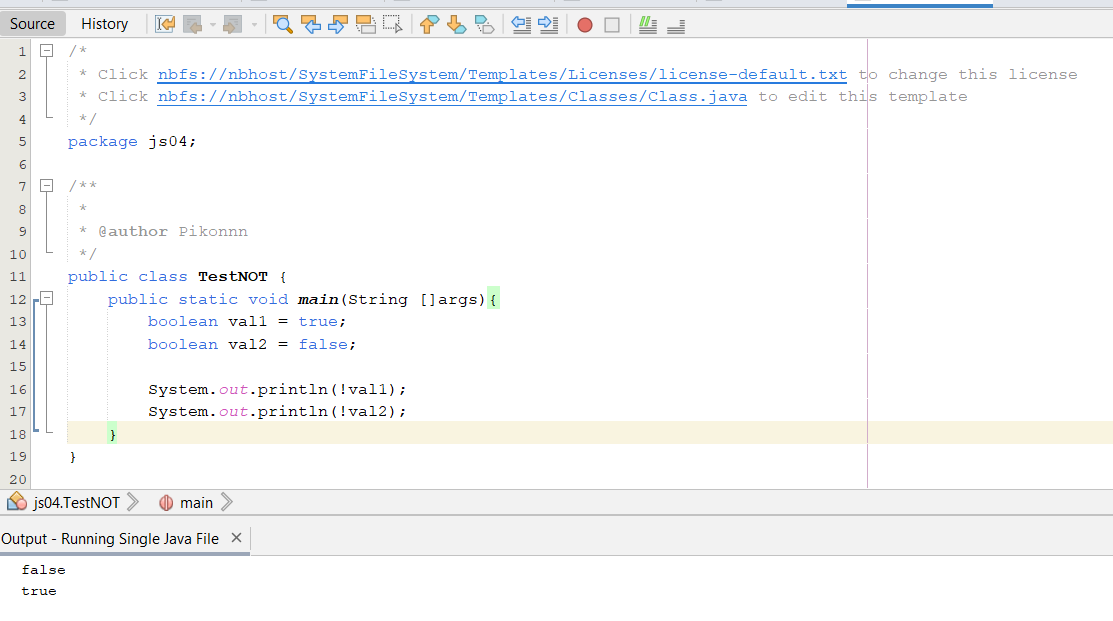 Source History
1 /*
2 * Click nbfs://nbhost/SystemFileSystem/Templates/Licenses/license-default.txt to change this license
3 * Click nbfs://nbhost/SystemFileSystem/Templates/Classes/Class.java to edit this template
4 */
5 package js04;
6
7 /**
8 *
9 * @author Pikonnn
10 */
11 public class TestNOT {
12 public static void main(String []args){
13 boolean val1 = true;
14 boolean val2 = false;
15
16 System.out.println(!val1);
17 System.out.println(!val2);
18 }
19 }
20
js04.TestNOT main
Output - Running Single Java File
false
true